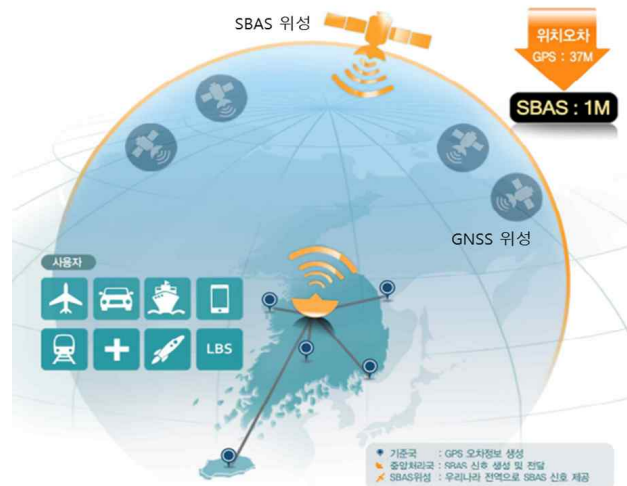 SBAS 위성
위치오차
GPS : 37M
SBAS : 1M
GNSS 위성
사용자
LBS
기준국 : GPS 오차정보 생성
중앙처리국 : SBAS 신호 생성 및 전달
SBAS위성 : 우리나라 전역으로 SBAS 신호 제공